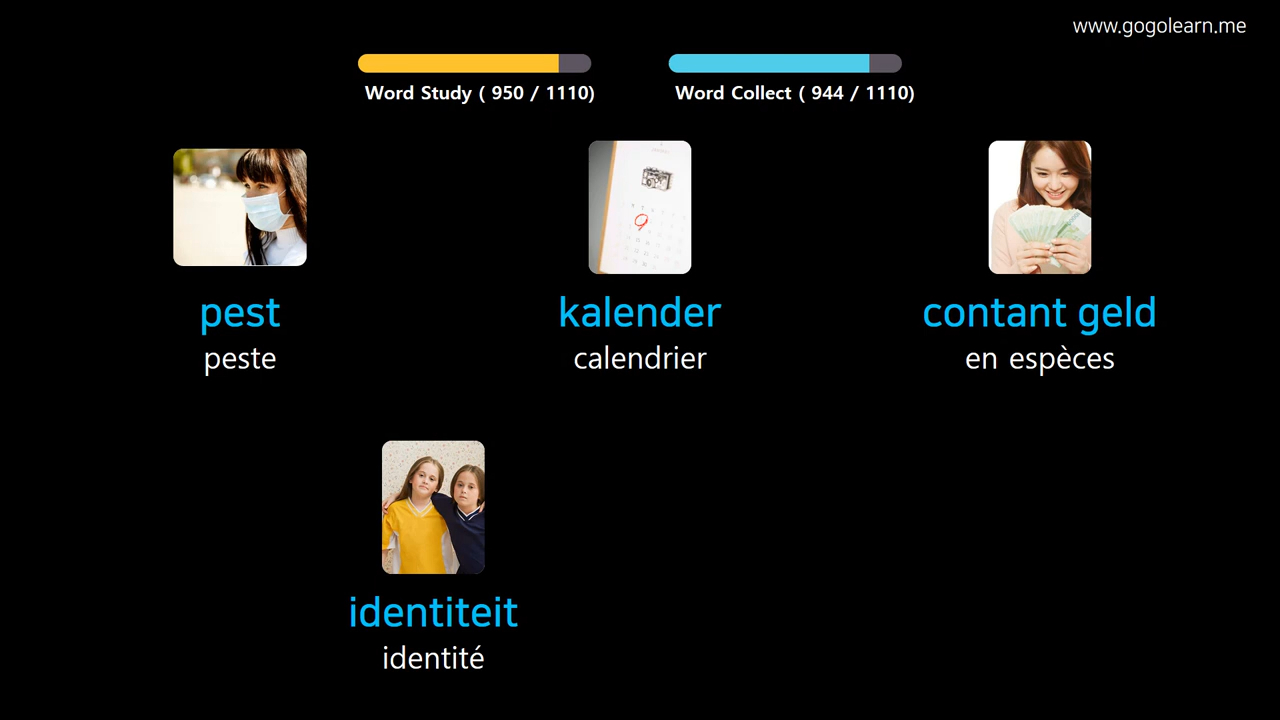 www.gogolearn.me
Word Study ( 950 / 1110)
Word Collect ( 944 / 1110)
pest
peste
kalender
calendrier
contant geld
en espèces
identiteit
identité